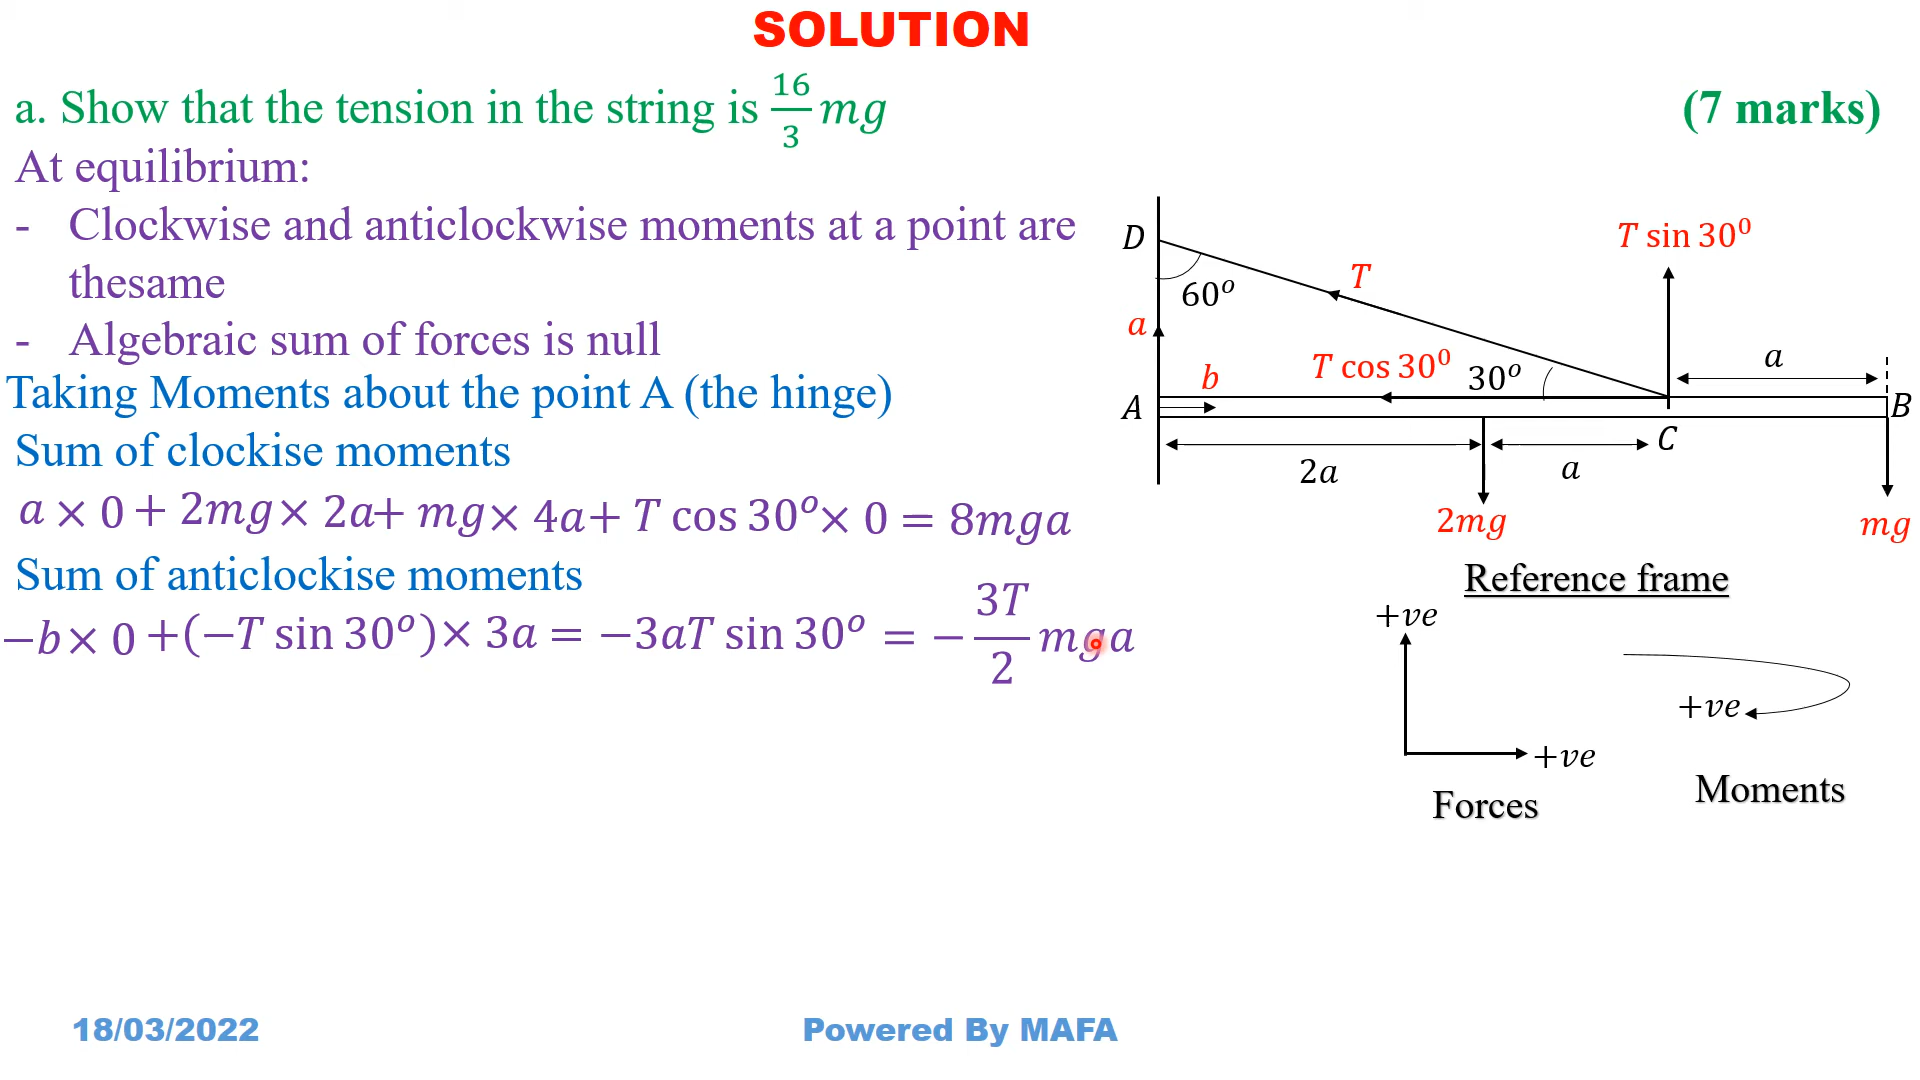 SOLUTION
a. Show that the tension in the string is 16/3 mg (7 marks)
At equilibrium:
- Clockwise and anticlockwise moments at a point are
thesame
- Algebraic sum of forces is null
Taking Moments about the point A (the hinge)
Sum of clockise moments
a × 0 + 2mg × 2a + mg × 4a + T cos 30° × 0 = 8mga
Sum of anticlockise moments
−b × 0 + (−T sin 30°) × 3a = −3aT sin 30° = − 3T/2 mga
D
60°
T
T sin 30⁰
a
b
T cos 30⁰
30°
a
A
B
2a
a
C
2mg
mg
Reference frame
+ve
+ve
+ve
Forces
Moments
18/03/2022
Powered By MAFA